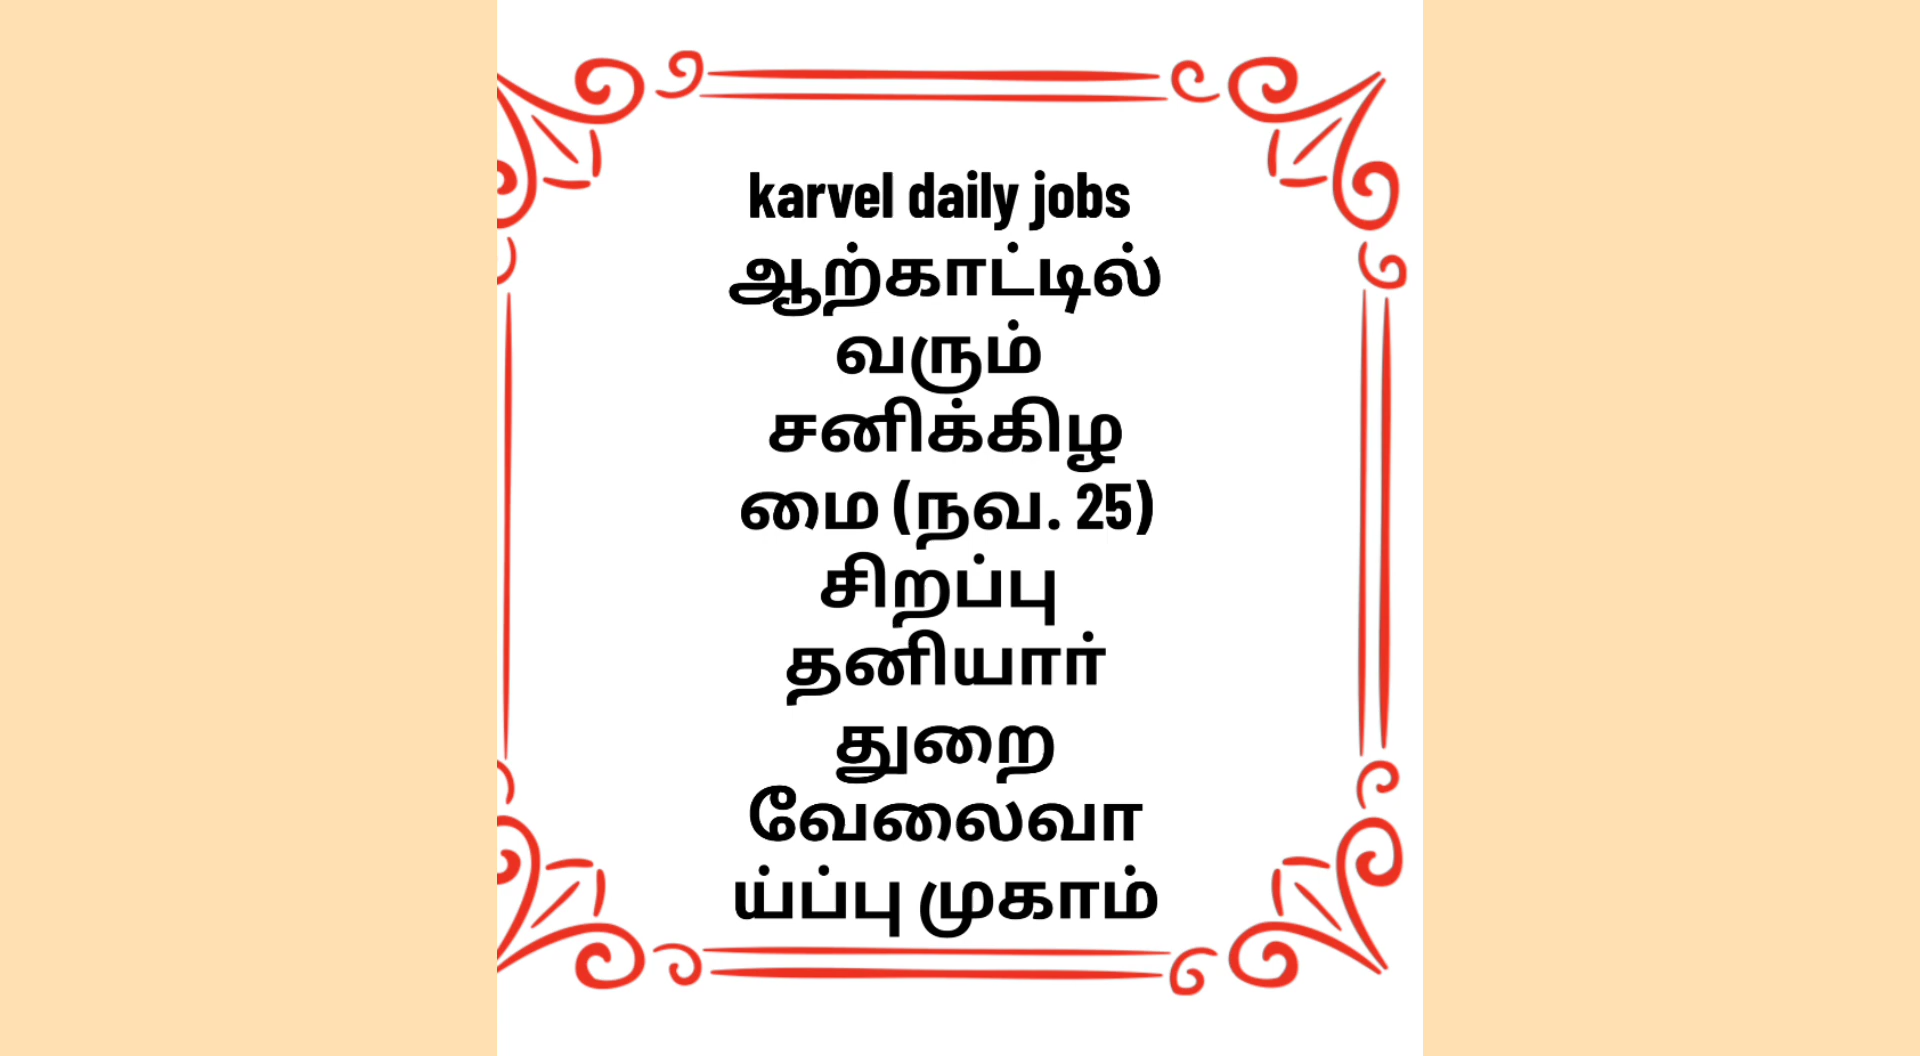 karvel daily jobs
ஆற்காட்டில்
வரும்
சனிக்கிழ
மை (நவ. 25)
சிறப்பு
தனியார்
துறை
வேலைவா
ய்ப்பு முகாம்